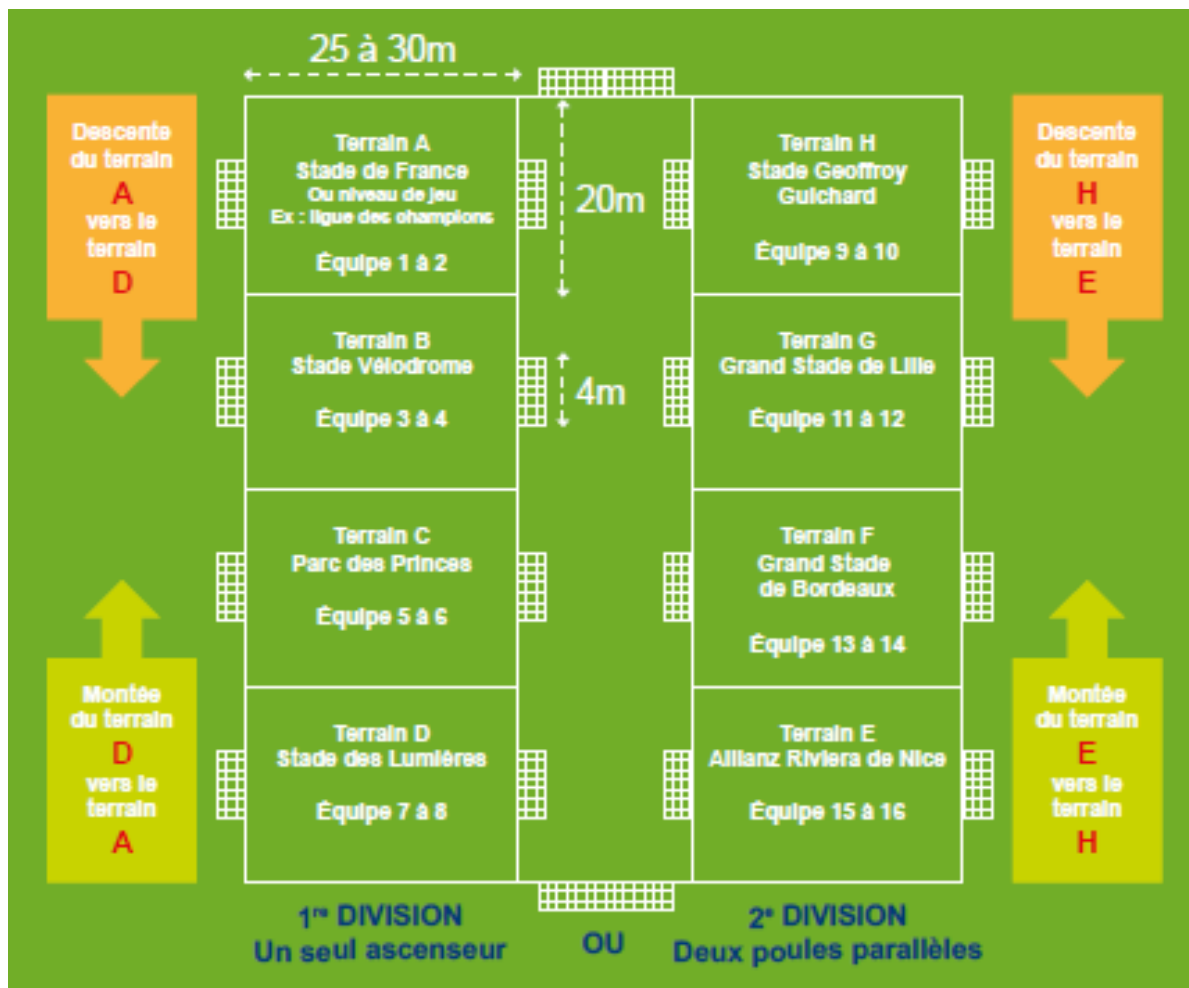 25 à 30m
Descente
du terrain
A
vers le
terrain
D
Terrain A
Stade de France
Ou niveau de jeu
Ex : ligue des champions
Équipe 1 à 2
20m
Terrain H
Stade Geoffroy
Guichard
Équipe 9 à 10
Descente
du terrain
H
vers le
terrain
E
Terrain B
Stade Vélodrome
Équipe 3 à 4
4m
Terrain G
Grand Stade de Lille
Équipe 11 à 12
Terrain C
Parc des Princes
Équipe 5 à 6
Terrain F
Grand Stade
de Bordeaux
Équipe 13 à 14
Montée
du terrain
D
vers le
terrain
A
Terrain D
Stade des Lumières
Équipe 7 à 8
Terrain E
Allianz Riviera de Nice
Équipe 15 à 16
Montée
du terrain
E
vers le
terrain
H
1re DIVISION
Un seul ascenseur
OU
2e DIVISION
Deux poules parallèles